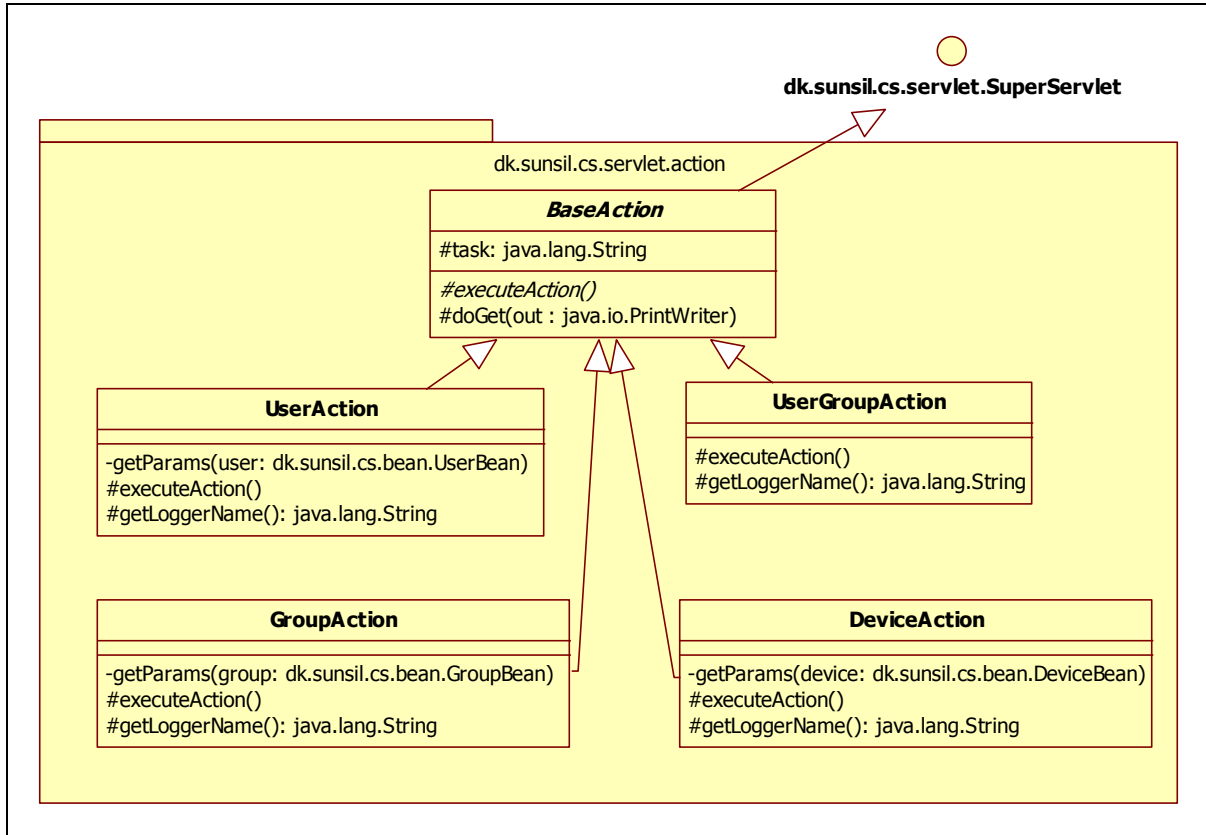 dk.sunsil.cs.servlet.SuperServlet
dk.sunsil.cs.servlet.action
BaseAction
#task: java.lang.String
#executeAction()
#doGet(out : java.io.PrintWriter)
UserAction
-getParams(user: dk.sunsil.cs.bean.UserBean)
#executeAction()
#getLoggerName(): java.lang.String
UserGroupAction
#executeAction()
#getLoggerName(): java.lang.String
GroupAction
-getParams(group: dk.sunsil.cs.bean.GroupBean)
#executeAction()
#getLoggerName(): java.lang.String
DeviceAction
-getParams(device: dk.sunsil.cs.bean.DeviceBean)
#executeAction()
#getLoggerName(): java.lang.String